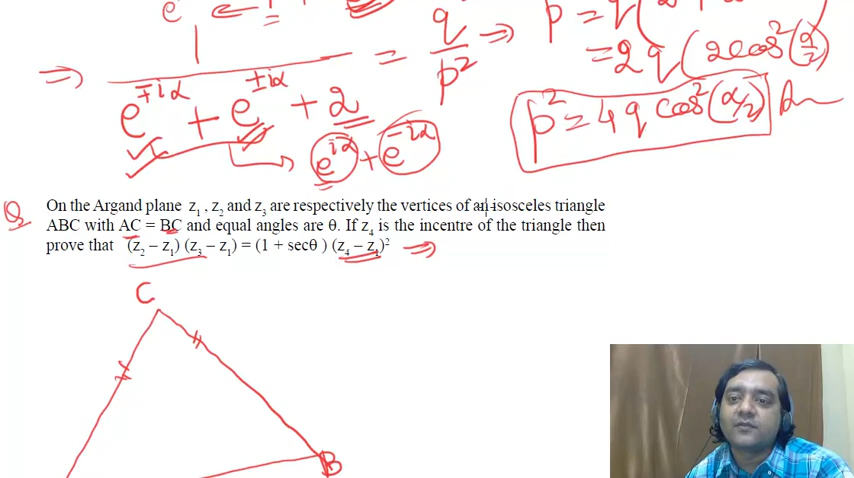 e
p = q (
1
⇒ ――― = q/p² ⇒
e^{∓iα} + e^{±iα} + 2
= 2q (2cos²(α/2))
p² = 4q cos²(α/2) Ans
e^{iα} + e^{-iα}
Q2 On the Argand plane z₁ , z₂ and z₃ are respectively the vertices of an isosceles triangle
ABC with AC = BC and equal angles are θ. If z₄ is the incentre of the triangle then
prove that (z₂ – z₁) (z₃ – z₁) = (1 + secθ ) (z₄ – z₁)² ⇒
C
B